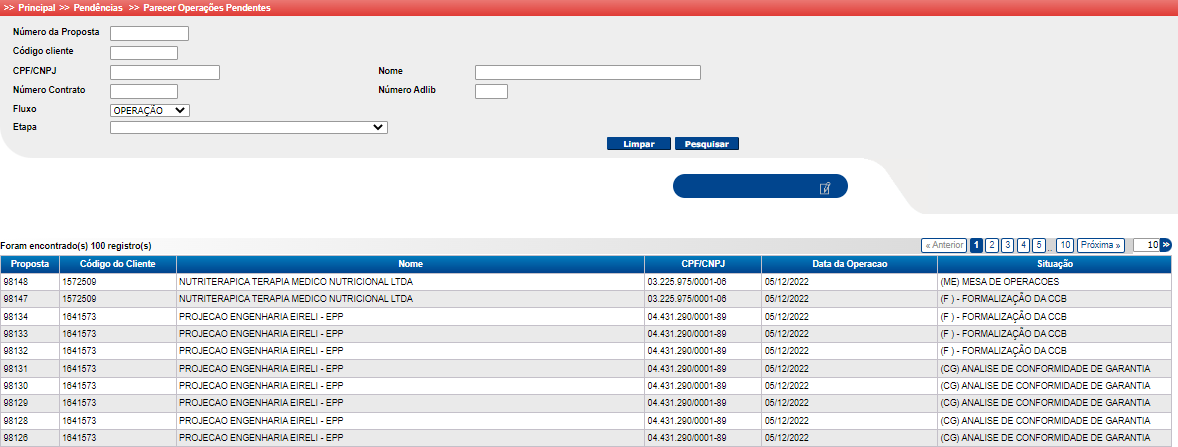 >> Principal >> Pendências >> Parecer Operações Pendentes
Número da Proposta
Código cliente
CPF/CNPJ Nome
Número Contrato Número Adlib
Fluxo OPERAÇÃO
Etapa
Limpar Pesquisar
Foram encontrado(s) 100 registro(s) « Anterior 1 2 3 4 5 .. 10 Próxima » 10 »
Proposta Código do Cliente Nome CPF/CNPJ Data da Operacao Situação
98148 1572509 NUTRITERAPICA TERAPIA MEDICO NUTRICIONAL LTDA 03.225.975/0001-06 05/12/2022 (ME) MESA DE OPERACOES
98147 1572509 NUTRITERAPICA TERAPIA MEDICO NUTRICIONAL LTDA 03.225.975/0001-06 05/12/2022 (F ) - FORMALIZAÇÃO DA CCB
98134 1641573 PROJECAO ENGENHARIA EIRELI - EPP 04.431.290/0001-89 05/12/2022 (F ) - FORMALIZAÇÃO DA CCB
98133 1641573 PROJECAO ENGENHARIA EIRELI - EPP 04.431.290/0001-89 05/12/2022 (F ) - FORMALIZAÇÃO DA CCB
98132 1641573 PROJECAO ENGENHARIA EIRELI - EPP 04.431.290/0001-89 05/12/2022 (F ) - FORMALIZAÇÃO DA CCB
98131 1641573 PROJECAO ENGENHARIA EIRELI - EPP 04.431.290/0001-89 05/12/2022 (CG) ANALISE DE CONFORMIDADE DE GARANTIA
98130 1641573 PROJECAO ENGENHARIA EIRELI - EPP 04.431.290/0001-89 05/12/2022 (CG) ANALISE DE CONFORMIDADE DE GARANTIA
98129 1641573 PROJECAO ENGENHARIA EIRELI - EPP 04.431.290/0001-89 05/12/2022 (CG) ANALISE DE CONFORMIDADE DE GARANTIA
98128 1641573 PROJECAO ENGENHARIA EIRELI - EPP 04.431.290/0001-89 05/12/2022 (CG) ANALISE DE CONFORMIDADE DE GARANTIA
98126 1641573 PROJECAO ENGENHARIA EIRELI - EPP 04.431.290/0001-89 05/12/2022 (CG) ANALISE DE CONFORMIDADE DE GARANTIA